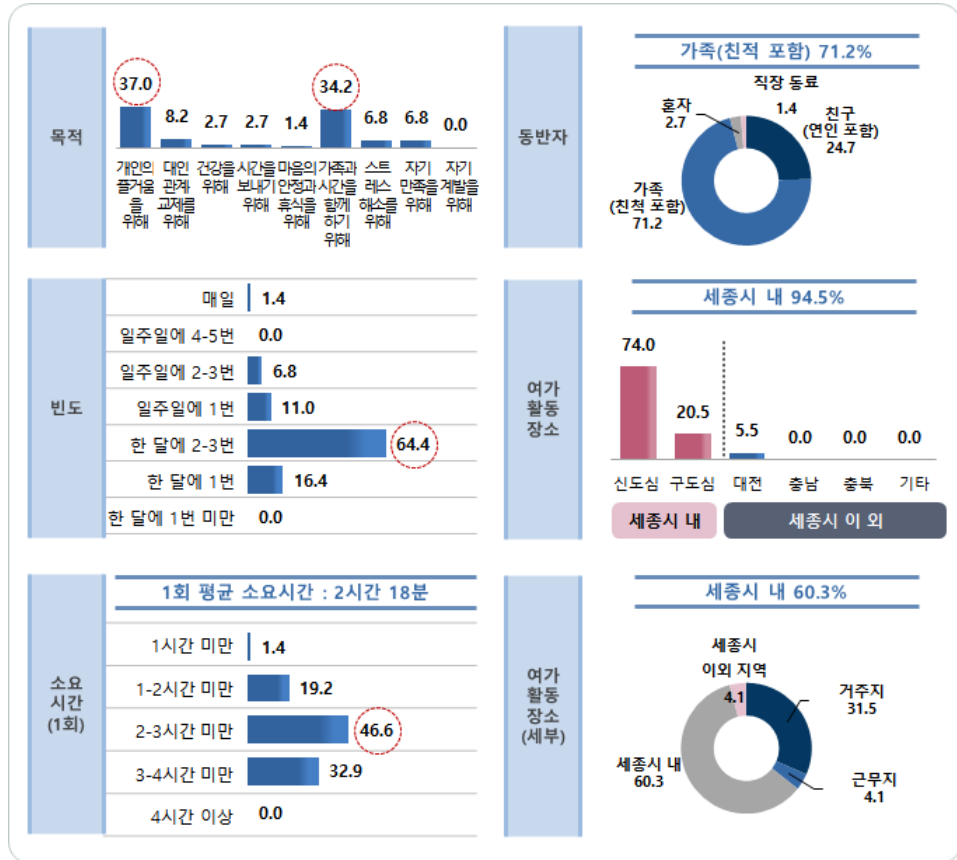 목적
37.0
8.2
2.7
2.7
1.4
34.2
6.8
6.8
0.0
개인의
즐거움
을
위해
대인
관계
교제를
위해
건강을
위해
시간을
보내기
위해
마음의
안정과
휴식을
위해
가족과
시간을
함께
하기
위해
스트
레스
해소를
위해
자기
만족을
위해
자기
계발을
위해
동반자
가족(친적 포함) 71.2%
직장 동료
1.4
혼자
2.7
친구
(연인 포함)
24.7
가족
(친척 포함)
71.2
빈도
매일 1.4
일주일에 4-5번 0.0
일주일에 2-3번 6.8
일주일에 1번 11.0
한 달에 2-3번 64.4
한 달에 1번 16.4
한 달에 1번 미만 0.0
여가
활동
장소
세종시 내 94.5%
74.0
20.5
5.5
0.0
0.0
0.0
신도심 구도심 대전 충남 충북 기타
세종시 내 세종시 이 외
소요
시간
(1회)
1회 평균 소요시간 : 2시간 18분
1시간 미만 1.4
1-2시간 미만 19.2
2-3시간 미만 46.6
3-4시간 미만 32.9
4시간 이상 0.0
여가
활동
장소
(세부)
세종시 내 60.3%
세종시
이외 지역
4.1
거주지
31.5
세종시 내
60.3
근무지
4.1